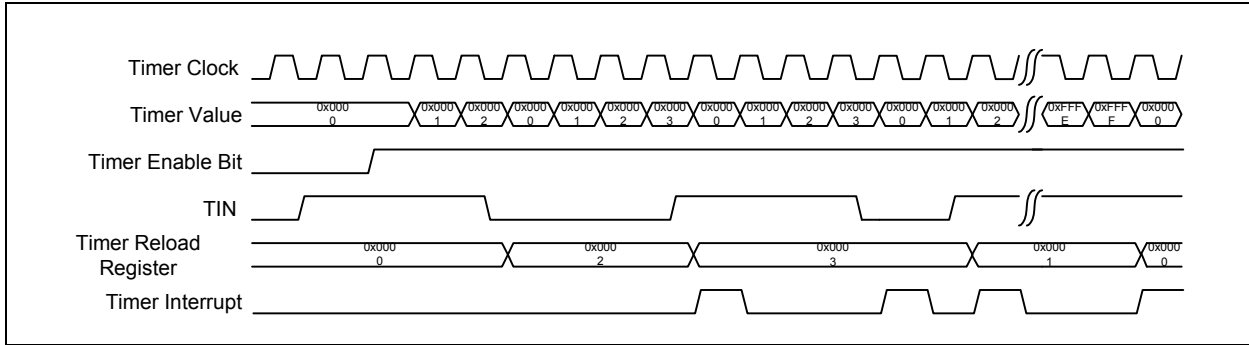 Timer Clock
Timer Value
0x000 0x000 0x000 0x000 0x000 0x000 0x000 0x000 0x000 0x000 0x000 0x000 0x000 0x000 0xFFF 0xFFF 0x000
0 1 2 0 1 2 3 0 1 2 3 0 1 2 E F 0
Timer Enable Bit
TIN
Timer Reload
Register
0x000 0x000 0x000 0x000 0x000
0 2 3 1 0
Timer Interrupt